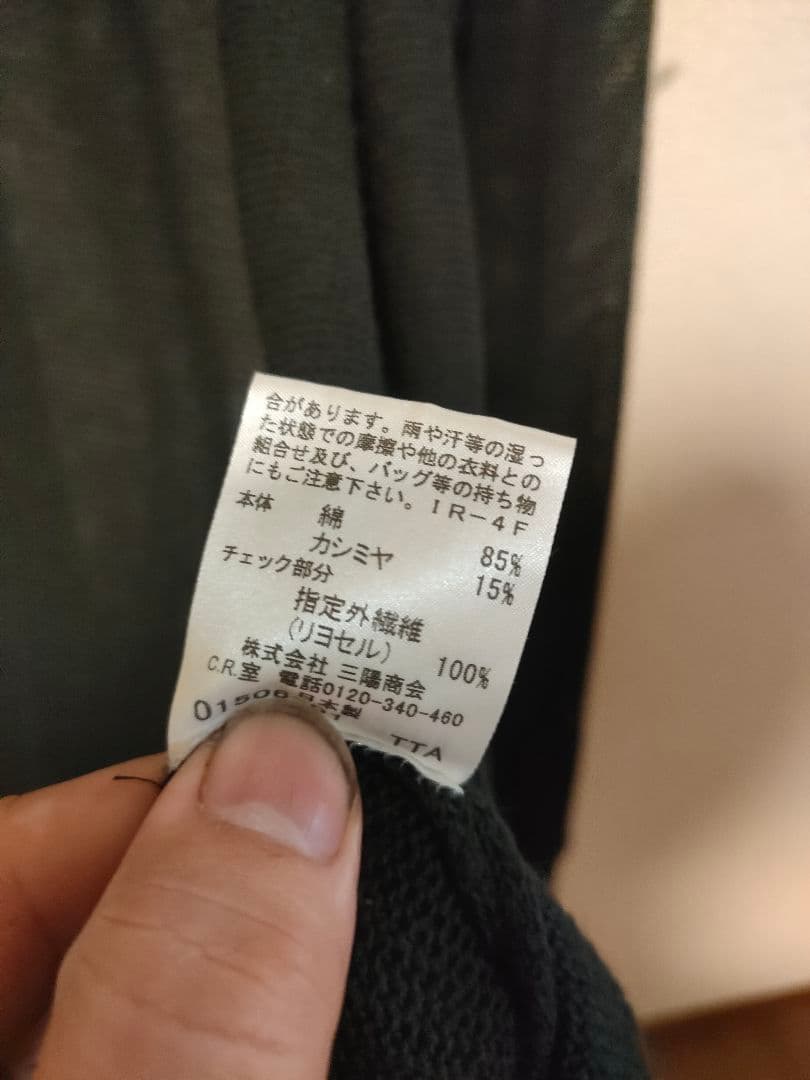 合があります。雨や汗等の湿っ
た状態での摩擦や他の衣料との
組合せ及び、バッグ等の持ち物
にもご注意下さい。IR-4F
本体
綿 85%
カシミヤ 15%
チェック部分
指定外繊維
(リヨセル) 100%
株式会社 三陽商会
C.R.室 電話0120-340-460
日本製
TTA